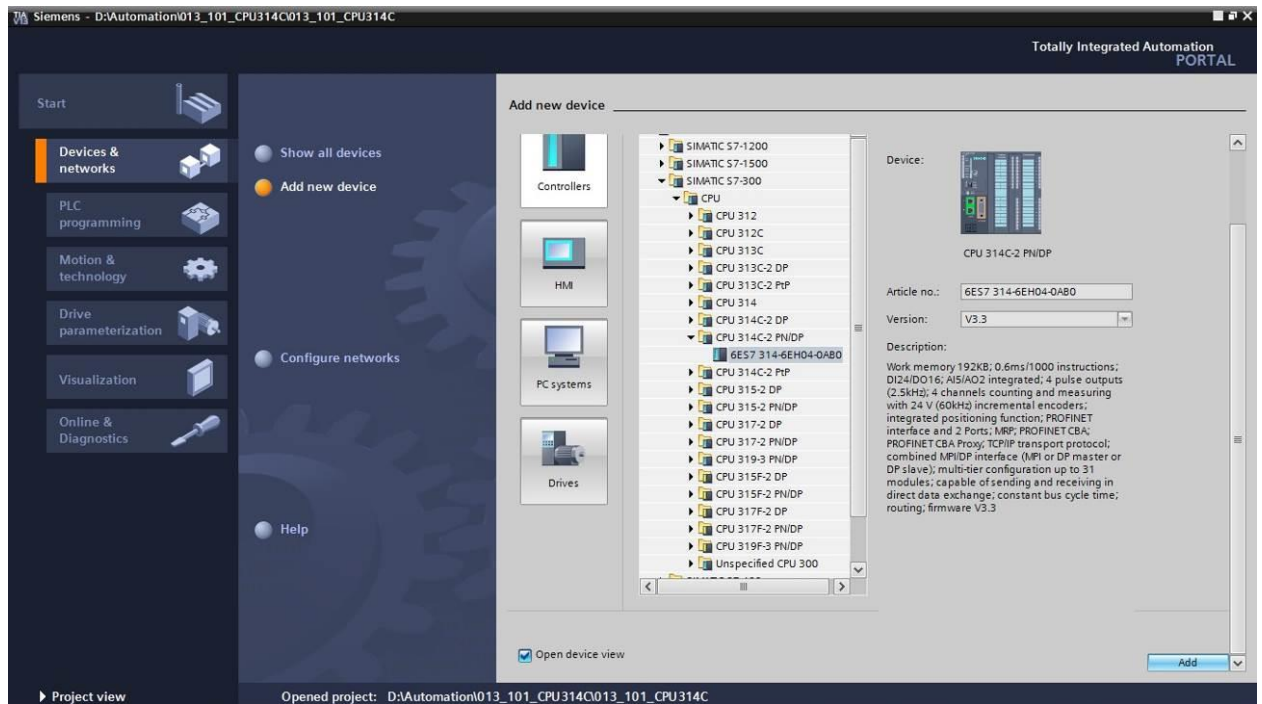 Siemens - D:\Automation\013_101_CPU314C\013_101_CPU314C
Totally Integrated Automation
PORTAL
Start
Devices &
networks
PLC
programming
Motion &
technology
Drive
parameterization
Visualization
Online &
Diagnostics
Show all devices
Add new device
Configure networks
Help
Add new device
Controllers
HMI
PC systems
Drives
SIMATIC S7-1200
SIMATIC S7-1500
SIMATIC S7-300
CPU
CPU 312
CPU 312C
CPU 313C
CPU 313C-2 DP
CPU 313C-2 PtP
CPU 314
CPU 314C-2 DP
CPU 314C-2 PN/DP
6ES7 314-6EH04-0AB0
CPU 314C-2 PtP
CPU 315-2 DP
CPU 315-2 PN/DP
CPU 317-2 DP
CPU 317-2 PN/DP
CPU 319-3 PN/DP
CPU 315F-2 DP
CPU 315F-2 PN/DP
CPU 317F-2 DP
CPU 317F-2 PN/DP
CPU 319F-3 PN/DP
Unspecified CPU 300
Device:
CPU 314C-2 PN/DP
Article no.: 6ES7 314-6EH04-0AB0
Version: V3.3
Description:
Work memory 192KB; 0.6ms/1000 instructions;
DI24/DO16; AI5/AO2 integrated; 4 pulse outputs
(2.5kHz); 4 channels counting and measuring
with 24 V (60kHz) incremental encoders;
integrated positioning function; PROFINET
interface and 2 Ports; MRP; PROFINET CBA;
PROFINET CBA Proxy; TCP/IP transport protocol;
combined MPI/DP interface (MPI or DP master or
DP slave); multi-tier configuration up to 31
modules; capable of sending and receiving in
direct data exchange; constant bus cycle time;
routing; firmware V3.3
Open device view
Add
Project view
Opened project: D:\Automation\013_101_CPU314C\013_101_CPU314C